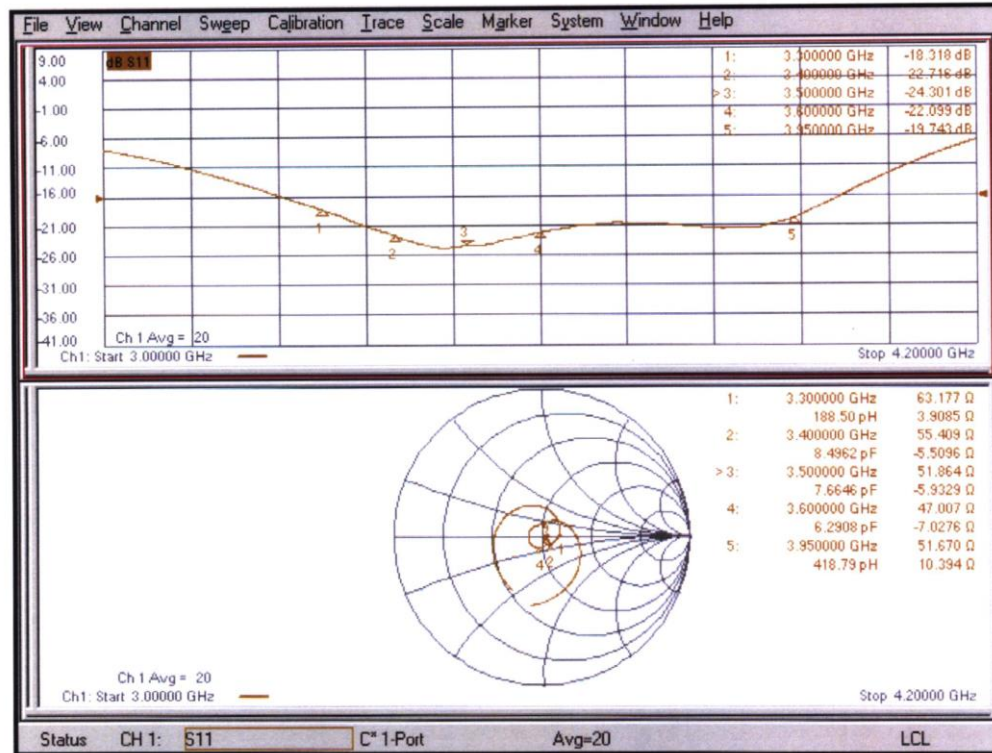 File View Channel Sweep Calibration Trace Scale Marker System Window Help
9.00
4.00
-1.00
-6.00
-11.00
-16.00
-21.00
-26.00
-31.00
-36.00
-41.00
dB S11
1: 3.300000 GHz -18.318 dB
2: 3.400000 GHz -22.716 dB
>3: 3.500000 GHz -24.301 dB
4: 3.600000 GHz -22.099 dB
5: 3.950000 GHz -19.743 dB
1
2
3
4
5
Ch 1 Avg = 20
Ch1: Start 3.00000 GHz
Stop 4.20000 GHz
1: 3.300000 GHz 63.177 Ω
188.50 pH 3.9085 Ω
2: 3.400000 GHz 55.409 Ω
8.4962 pF -5.5096 Ω
>3: 3.500000 GHz 51.864 Ω
7.6646 pF -5.9329 Ω
4: 3.600000 GHz 47.007 Ω
6.2908 pF -7.0276 Ω
5: 3.950000 GHz 51.670 Ω
418.79 pH 10.394 Ω
1
4 2
Ch 1 Avg = 20
Ch1: Start 3.00000 GHz
Stop 4.20000 GHz
Status CH 1: S11 C* 1-Port Avg=20 LCL